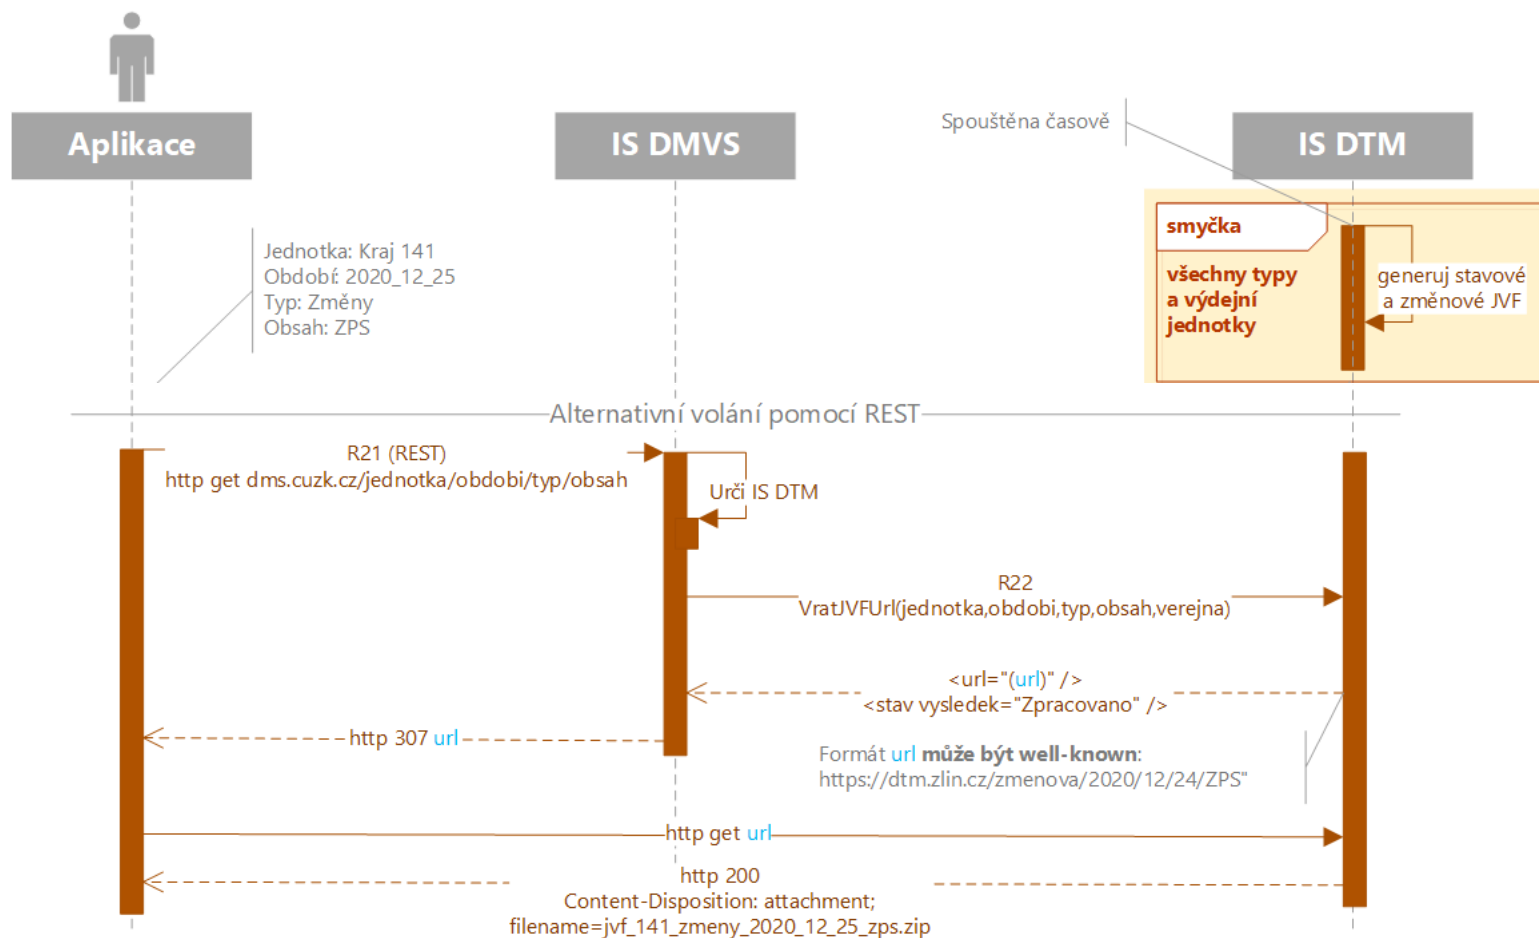 Aplikace
IS DMVS
IS DTM
Spouštěna časově
smyčka
všechny typy
a výdejní
jednotky
generuj stavové
a změnové JVF
Jednotka: Kraj 141
Období: 2020_12_25
Typ: Změny
Obsah: ZPS
Alternativní volání pomocí REST
R21 (REST)
http get dms.cuzk.cz/jednotka/obdobi/typ/obsah
Urči IS DTM
R22
VratJVFUrl(jednotka,obdobi,typ,obsah,verejna)
<url="(url)" />
<stav vysledek="Zpracovano" />
http 307 url
Formát url může být well-known:
https://dtm.zlin.cz/zmenova/2020/12/24/ZPS"
http get url
http 200
Content-Disposition: attachment;
filename=jvf_141_zmeny_2020_12_25_zps.zip